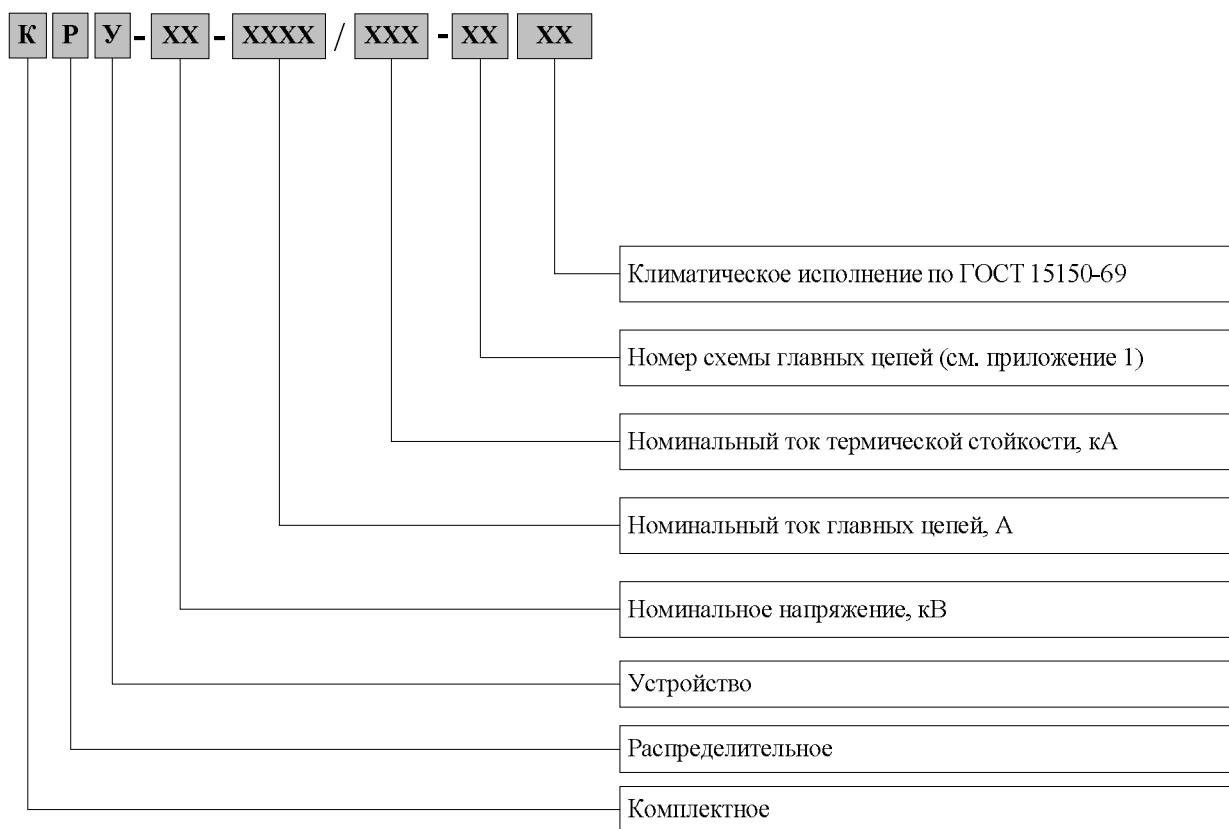 К Р У - ХХ - ХХХХ / ХХХ - ХХ ХХ
Климатическое исполнение по ГОСТ 15150-69
Номер схемы главных цепей (см. приложение 1)
Номинальный ток термической стойкости, кА
Номинальный ток главных цепей, А
Номинальное напряжение, кВ
Устройство
Распределительное
Комплектное